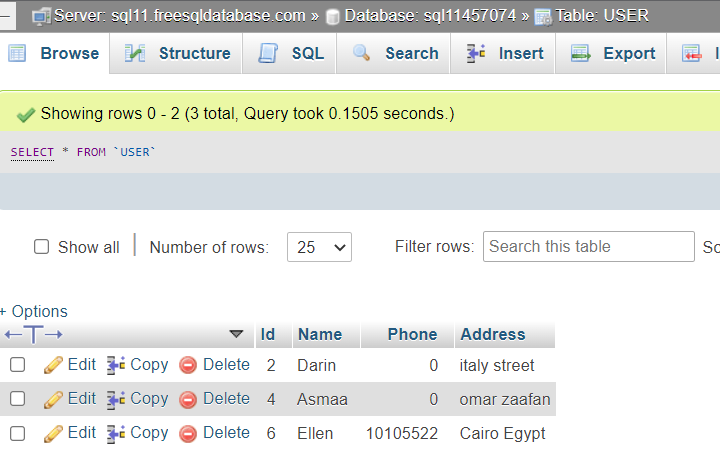 Server: sql11.freesqldatabase.com » Database: sql11457074 » Table: USER
Browse Structure SQL Search Insert Export
Showing rows 0 - 2 (3 total, Query took 0.1505 seconds.)
SELECT * FROM `USER`
Show all Number of rows: 25 Filter rows: Search this table So
+ Options
←T→ Id Name Phone Address
Edit Copy Delete 2 Darin 0 italy street
Edit Copy Delete 4 Asmaa 0 omar zaafan
Edit Copy Delete 6 Ellen 10105522 Cairo Egypt